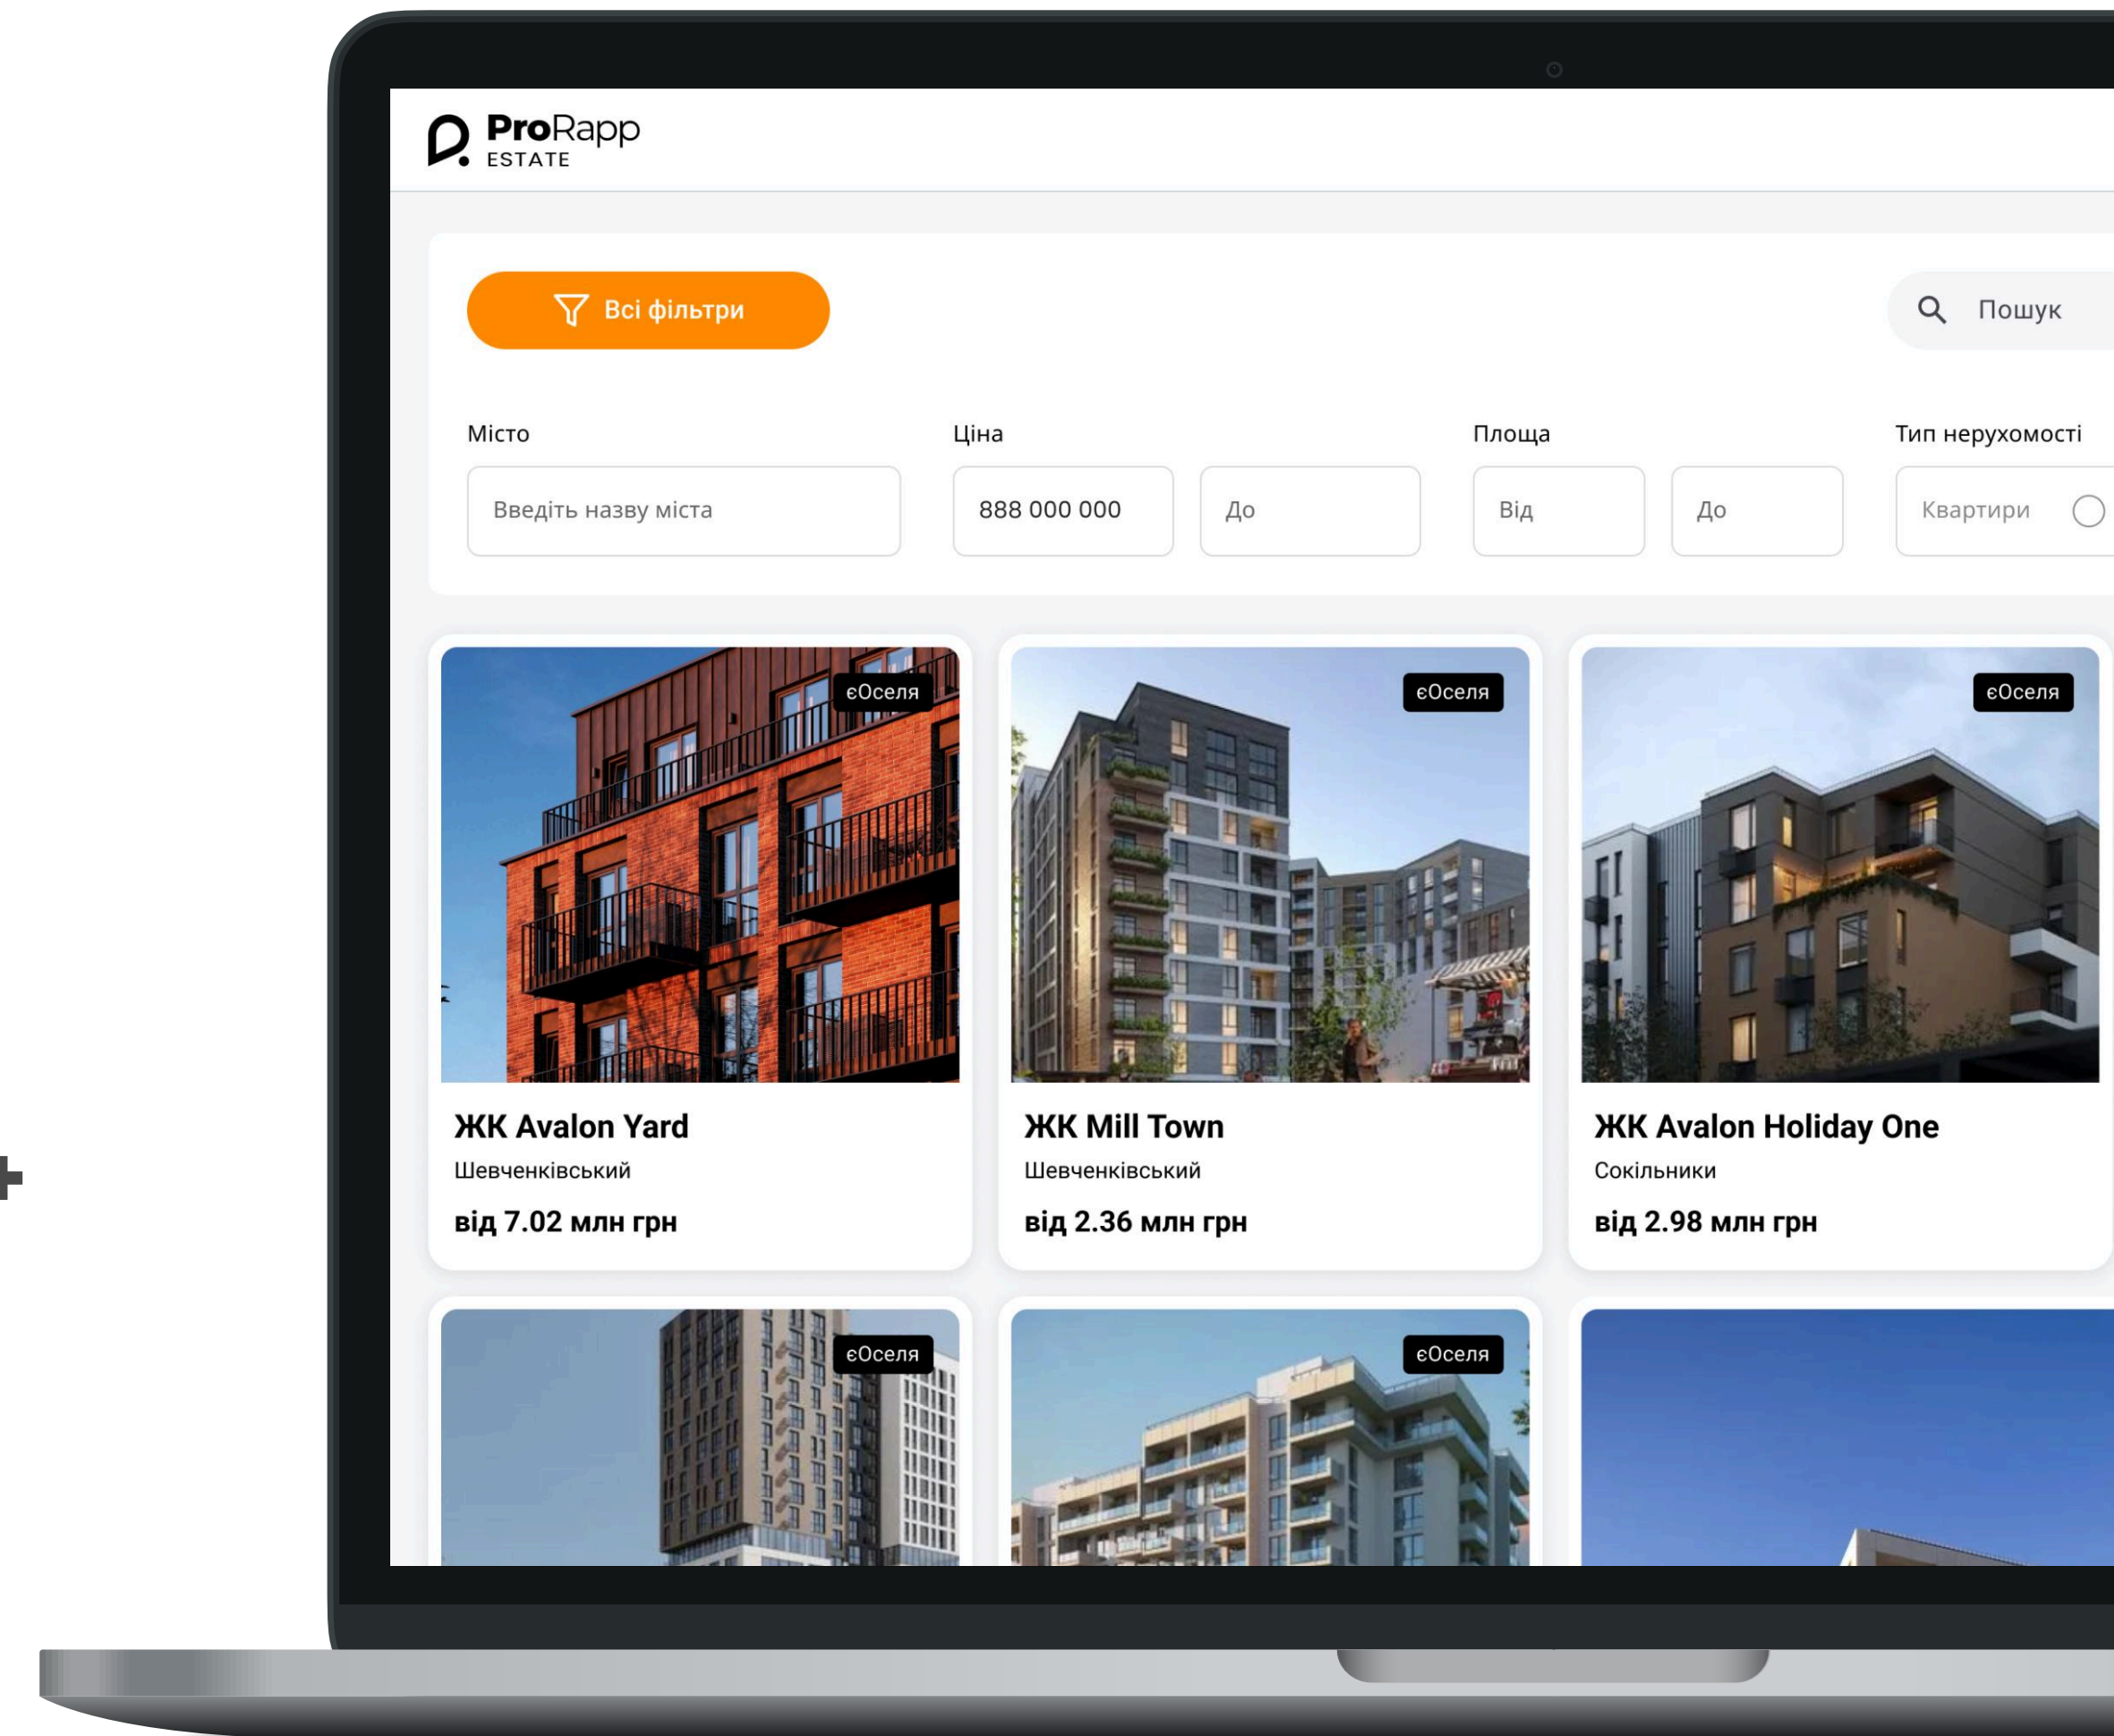 ProRapp
ESTATE
Всі фільтри
Пошук
Місто
Ціна
Площа
Тип нерухомості
Введіть назву міста
888 000 000
До
Від
До
Квартири
єОселя
єОселя
єОселя
ЖК Avalon Yard
Шевченківський
від 7.02 млн грн
ЖК Mill Town
Шевченківський
від 2.36 млн грн
ЖК Avalon Holiday One
Сокільники
від 2.98 млн грн
єОселя
єОселя